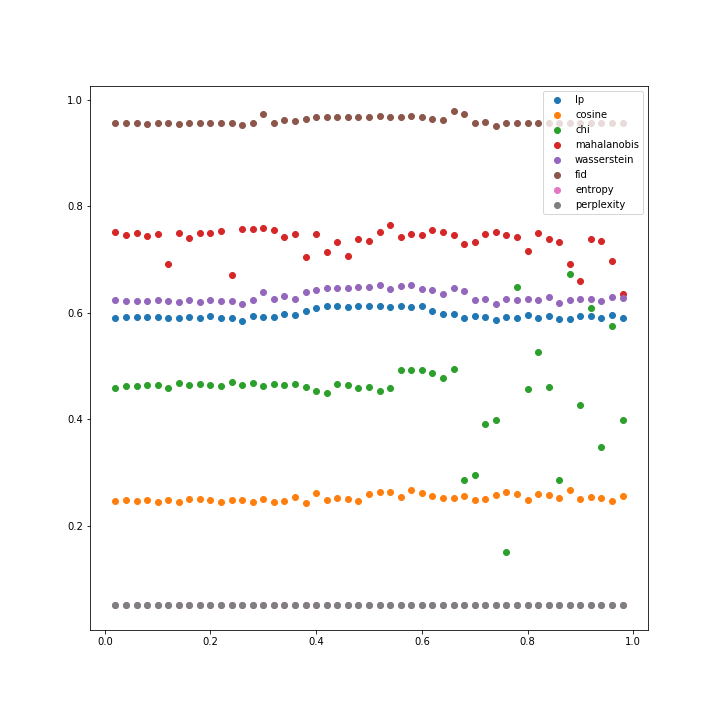 1.0
0.8
0.6
0.4
0.2
0.0
0.2
0.4
0.6
0.8
1.0
lp
cosine
chi
mahalanobis
wasserstein
fid
entropy
perplexity